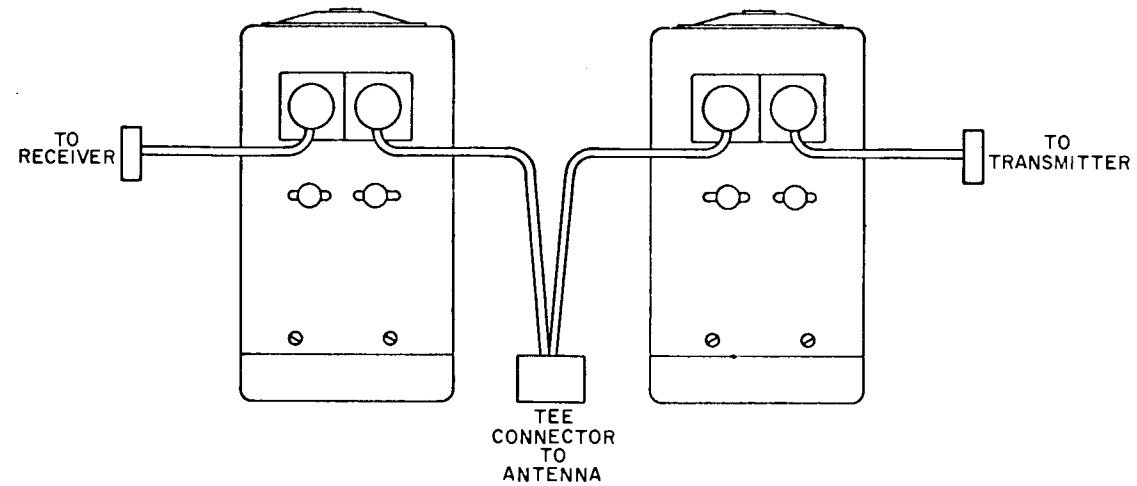 TO
RECEIVER
TO
TRANSMITTER
TEE
CONNECTOR
TO
ANTENNA